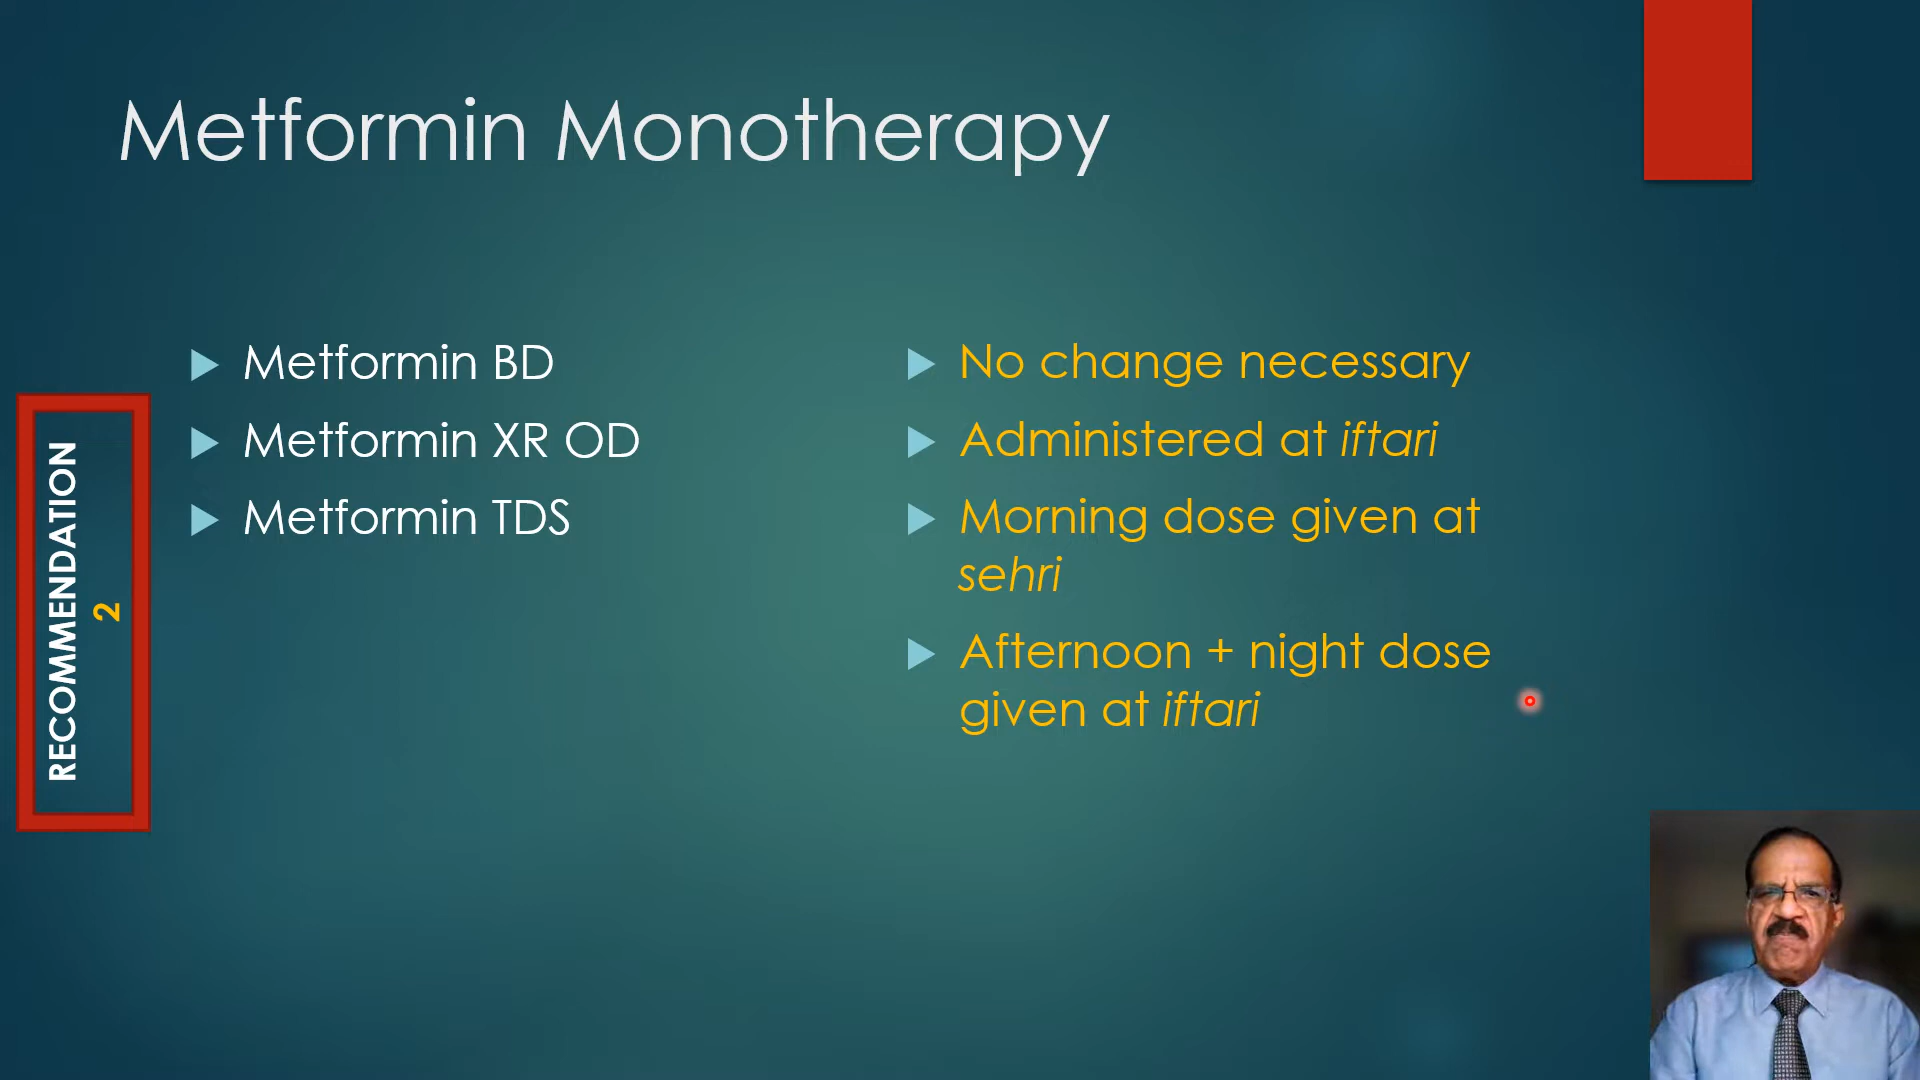 Metformin Monotherapy
RECOMMENDATION
2
Metformin BD
Metformin XR OD
Metformin TDS
No change necessary
Administered at iftari
Morning dose given at
sehri
Afternoon + night dose
given at iftari